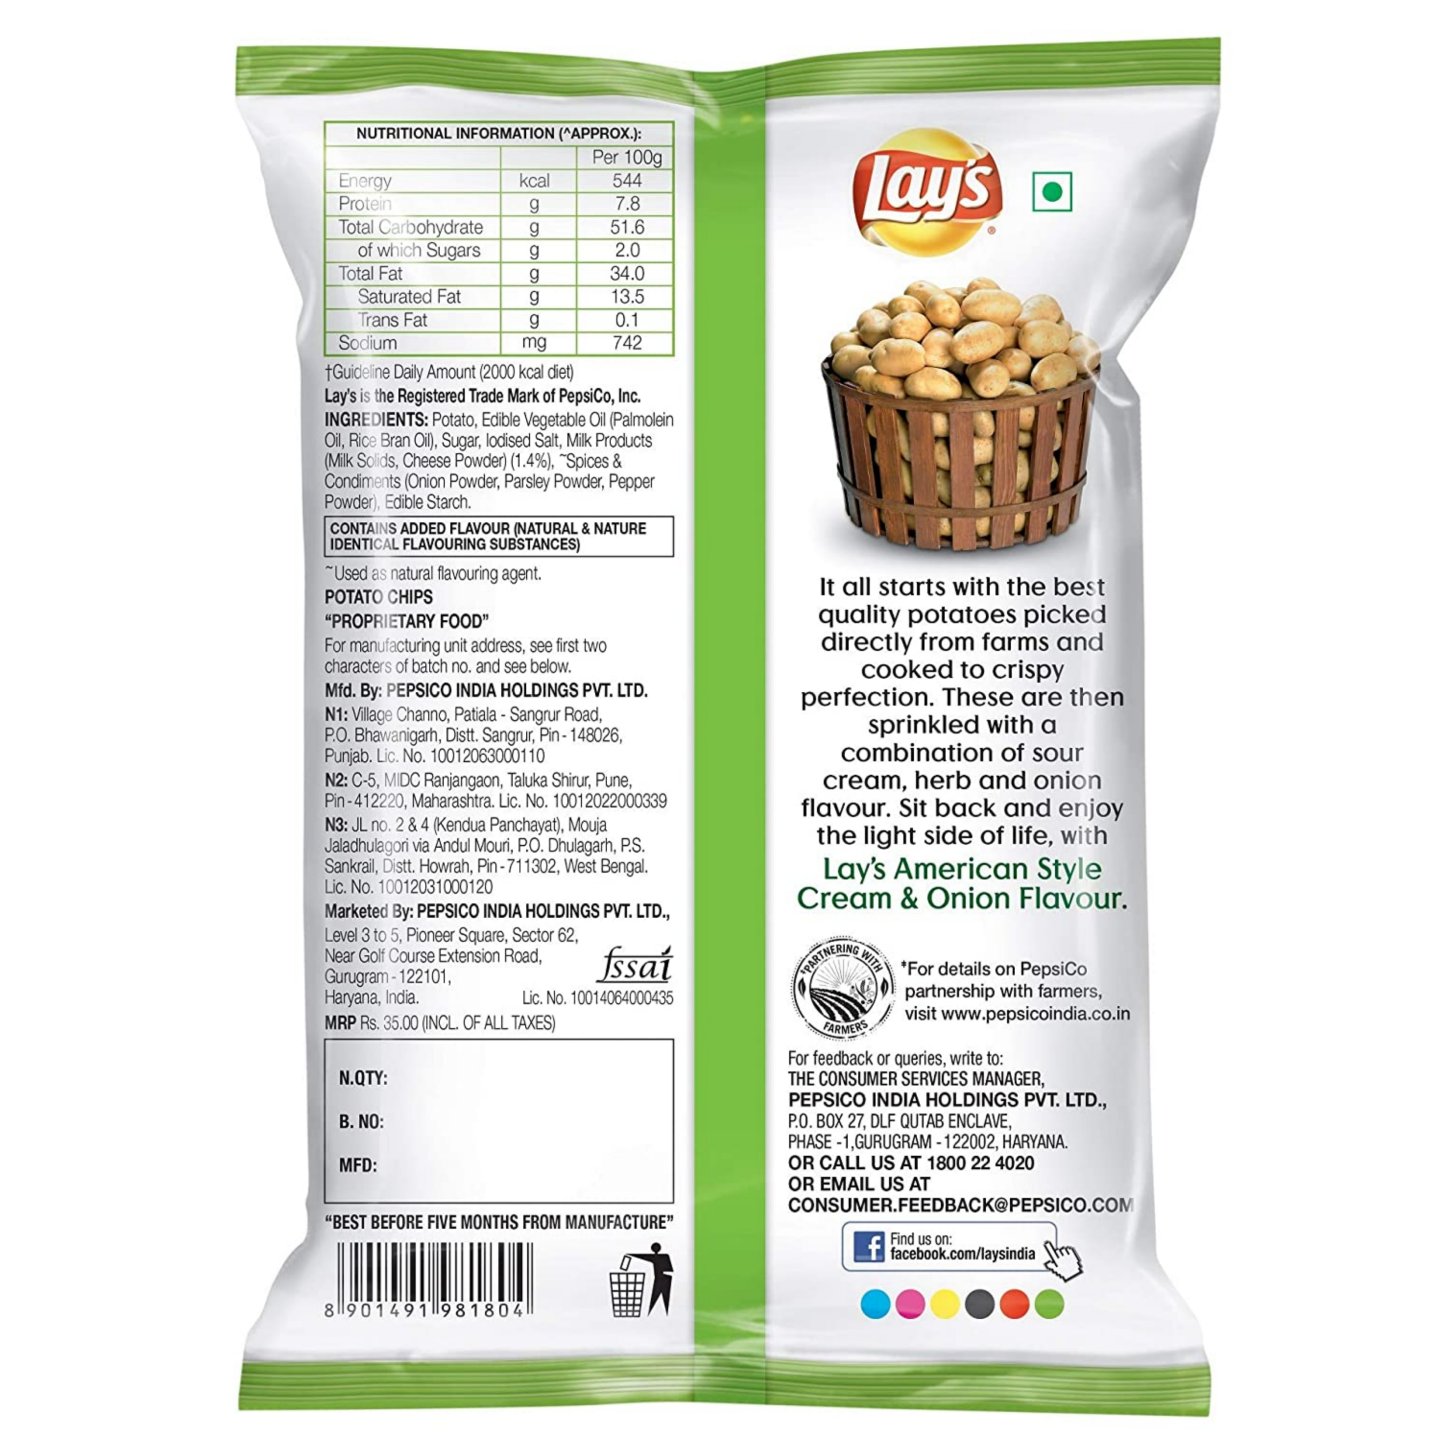 NUTRITIONAL INFORMATION (^APPROX.):
Per 100g
Energy kcal 544
Protein g 7.8
Total Carbohydrate g 51.6
of which Sugars g 2.0
Total Fat g 34.0
Saturated Fat g 13.5
Trans Fat g 0.1
Sodium mg 742
†Guideline Daily Amount (2000 kcal diet)
Lay's is the Registered Trade Mark of PepsiCo, Inc.
INGREDIENTS: Potato, Edible Vegetable Oil (Palmolein
Oil, Rice Bran Oil), Sugar, Iodised Salt, Milk Products
(Milk Solids, Cheese Powder) (1.4%), ~Spices &
Condiments (Onion Powder, Parsley Powder, Pepper
Powder), Edible Starch.
CONTAINS ADDED FLAVOUR (NATURAL & NATURE
IDENTICAL FLAVOURING SUBSTANCES)
~Used as natural flavouring agent.
POTATO CHIPS
“PROPRIETARY FOOD”
For manufacturing unit address, see first two
characters of batch no. and see below.
Mfd. By: PEPSICO INDIA HOLDINGS PVT. LTD.
N1: Village Channo, Patiala - Sangrur Road,
P.O. Bhawanigarh, Distt. Sangrur, Pin - 148026,
Punjab. Lic. No. 10012063000110
N2: C-5, MIDC Ranjangaon, Taluka Shirur, Pune,
Pin - 412220, Maharashtra. Lic. No. 10012022000339
N3: JL no. 2 & 4 (Kendua Panchayat), Mouja
Jaladhulagori via Andul Mouri, P.O. Dhulagarh, P.S.
Sankrail, Distt. Howrah, Pin - 711302, West Bengal.
Lic. No. 10012031000120
Marketed By: PEPSICO INDIA HOLDINGS PVT. LTD.,
Level 3 to 5, Pioneer Square, Sector 62,
Near Golf Course Extension Road,
Gurugram - 122101,
Haryana, India.
fssai
Lic. No. 10014064000435
MRP Rs. 35.00 (INCL. OF ALL TAXES)
N.QTY:
B. NO:
MFD:
“BEST BEFORE FIVE MONTHS FROM MANUFACTURE”
8 901491 981804
Lay's
®
It all starts with the best
quality potatoes picked
directly from farms and
cooked to crispy
perfection. These are then
sprinkled with a
combination of sour
cream, herb and onion
flavour. Sit back and enjoy
the light side of life, with
Lay's American Style
Cream & Onion Flavour.
‡PARTNERING WITH
FARMERS
‡For details on PepsiCo
partnership with farmers,
visit www.pepsicoindia.co.in
For feedback or queries, write to:
THE CONSUMER SERVICES MANAGER,
PEPSICO INDIA HOLDINGS PVT. LTD.,
P.O. BOX 27, DLF QUTAB ENCLAVE,
PHASE -1,GURUGRAM - 122002, HARYANA.
OR CALL US AT 1800 22 4020
OR EMAIL US AT
CONSUMER.FEEDBACK@PEPSICO.COM
f
Find us on:
facebook.com/laysindia